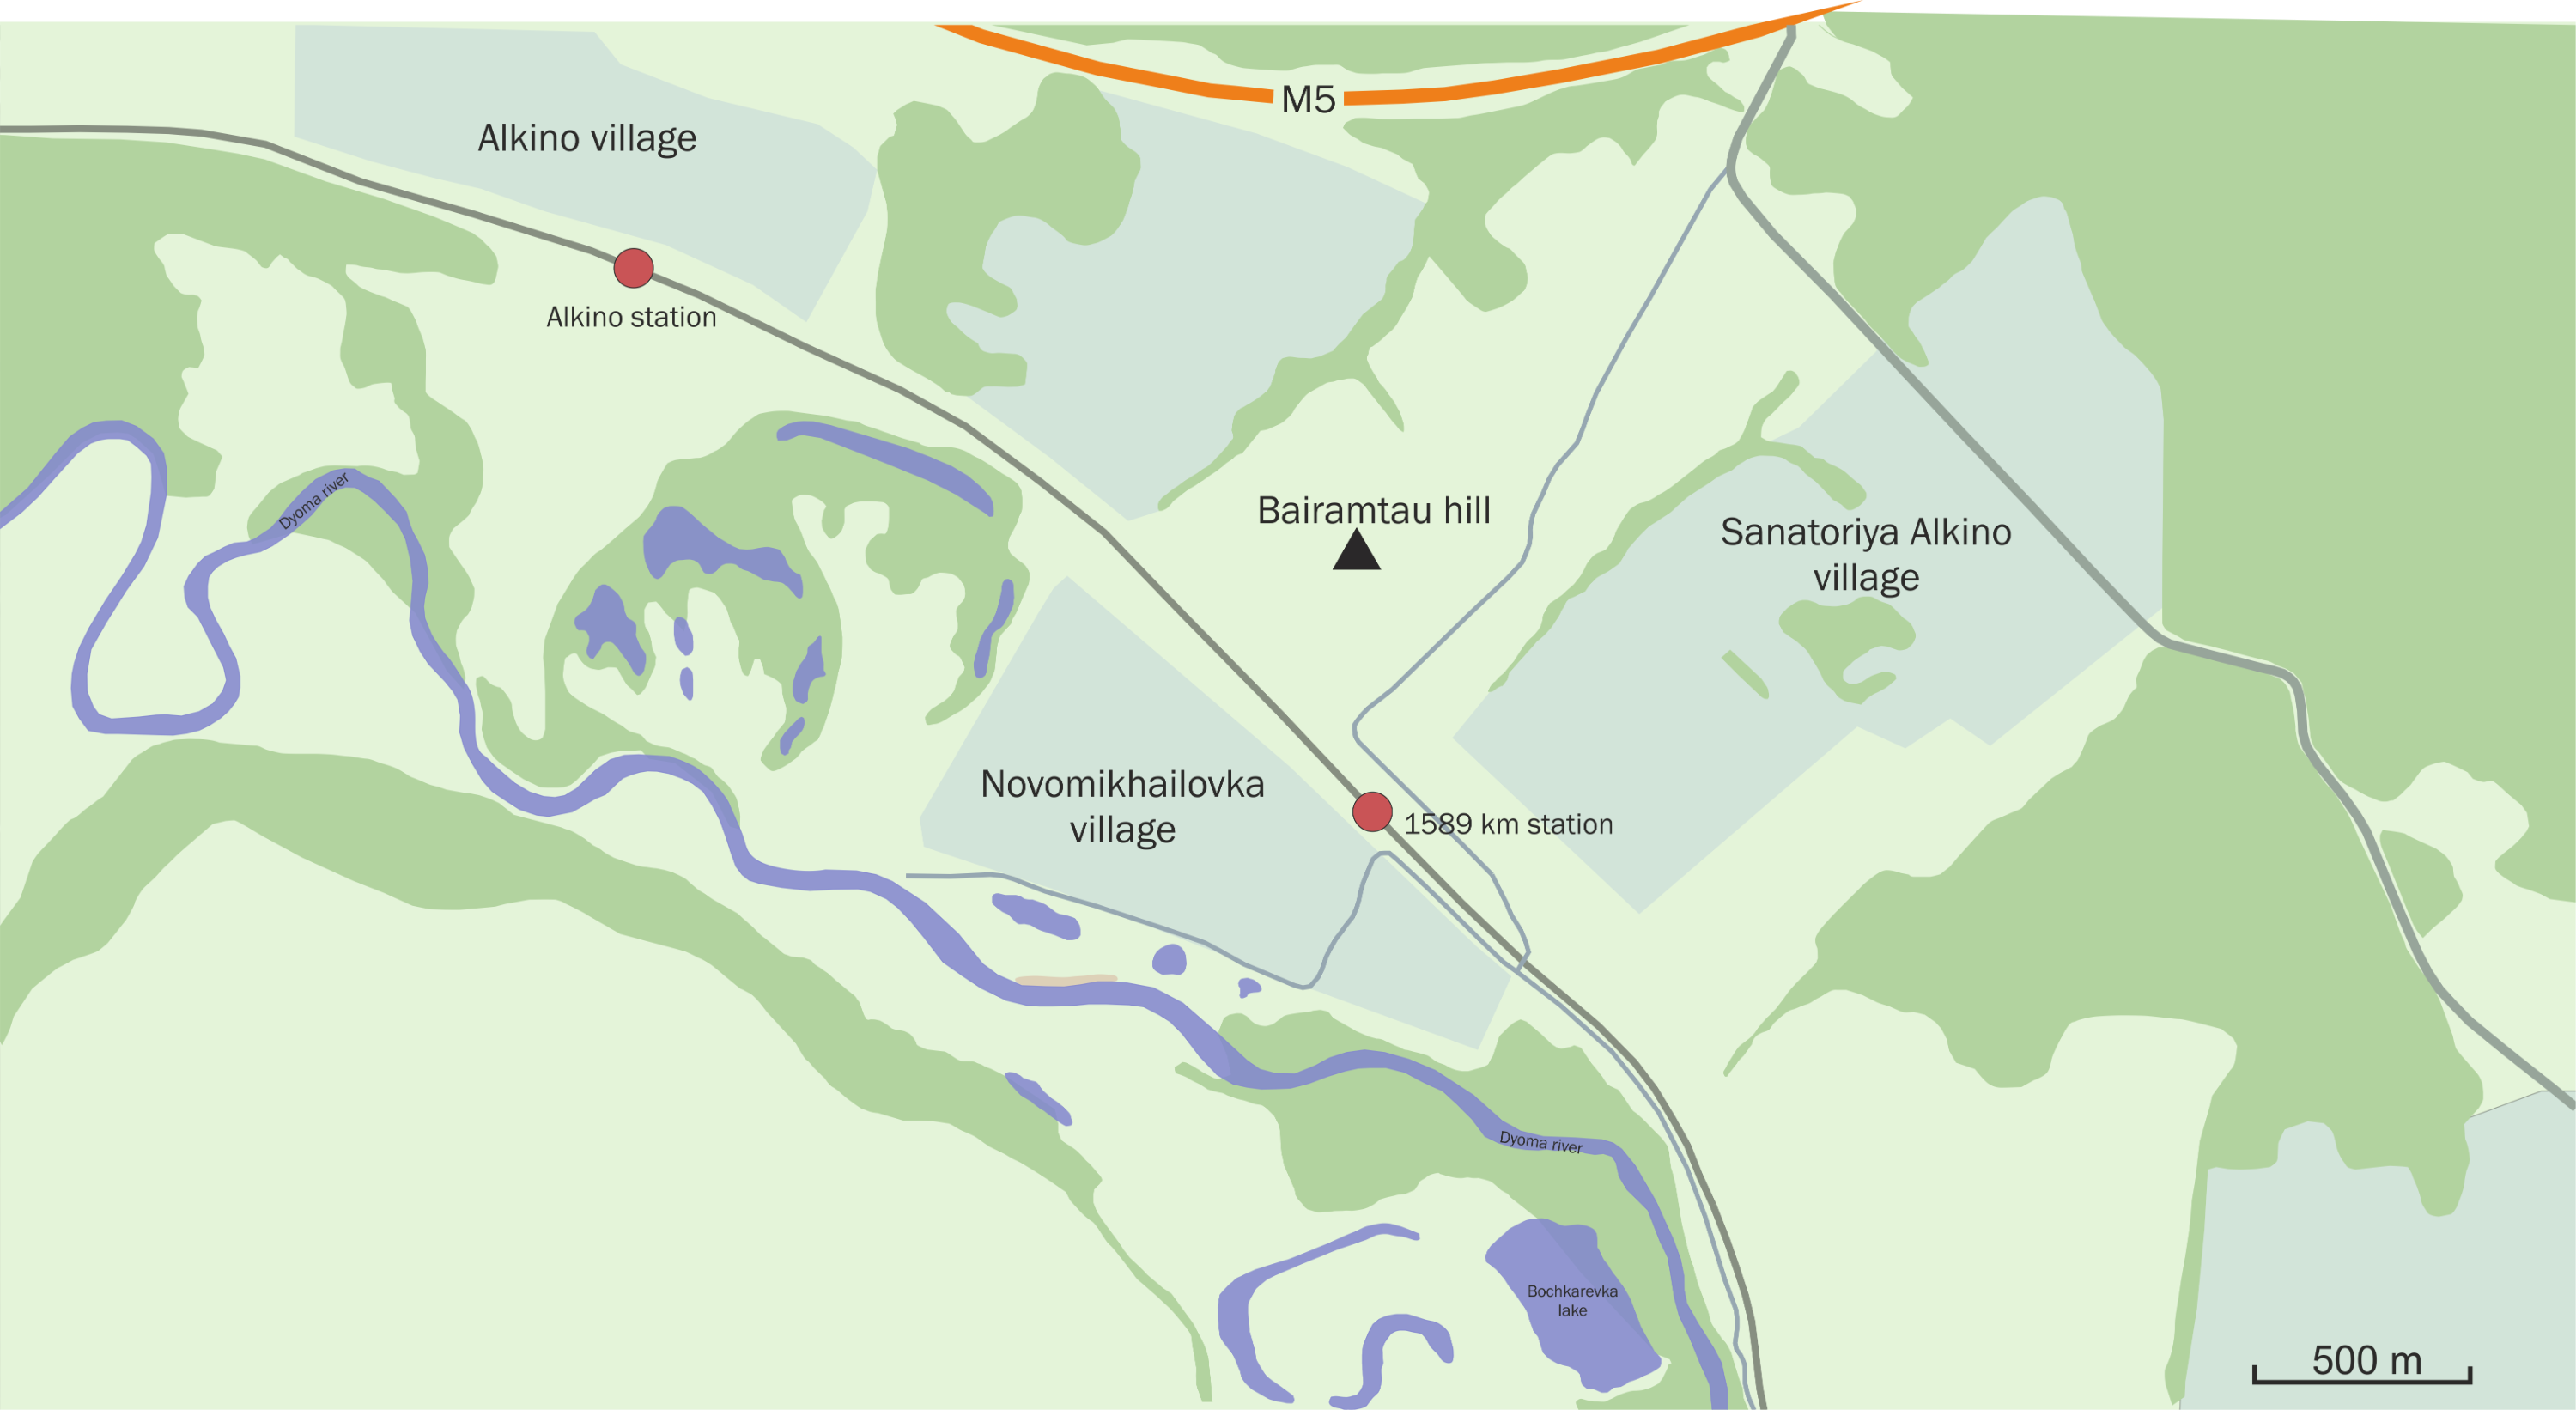 M5
Alkino village
Alkino station
Dyoma river
Bairamtau hill
Sanatoriya Alkino
village
Novomikhailovka
village
1589 km station
Dyoma river
Bochkarevka
lake
500 m